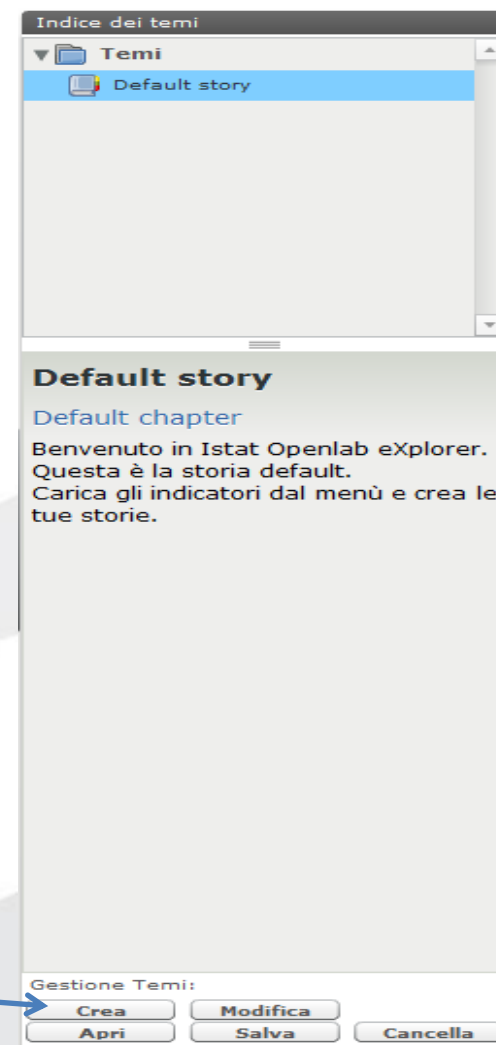 Indice dei temi
Temi
Default story
Default story
Default chapter
Benvenuto in Istat Openlab eXplorer.
Questa è la storia default.
Carica gli indicatori dal menù e crea le
tue storie.
Gestione Temi:
Crea Modifica
Apri Salva Cancella